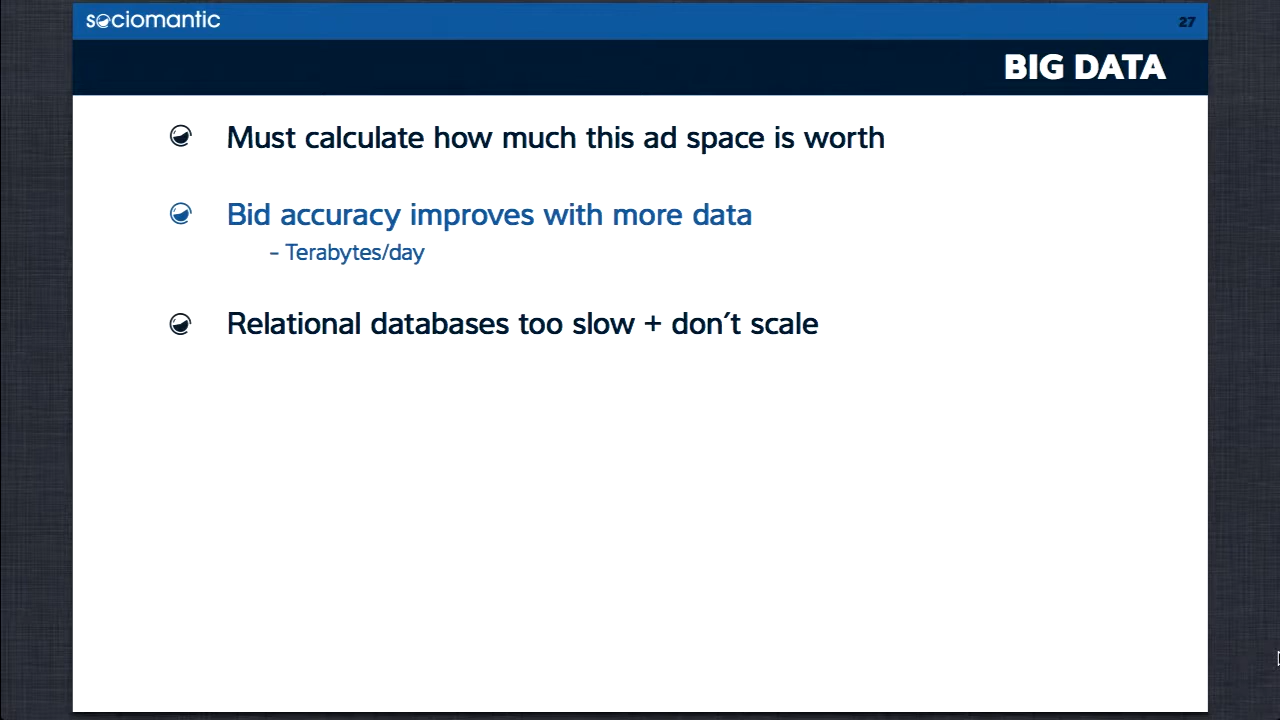 sociomantic
27
BIG DATA
Must calculate how much this ad space is worth
Bid accuracy improves with more data
- Terabytes/day
Relational databases too slow + don´t scale